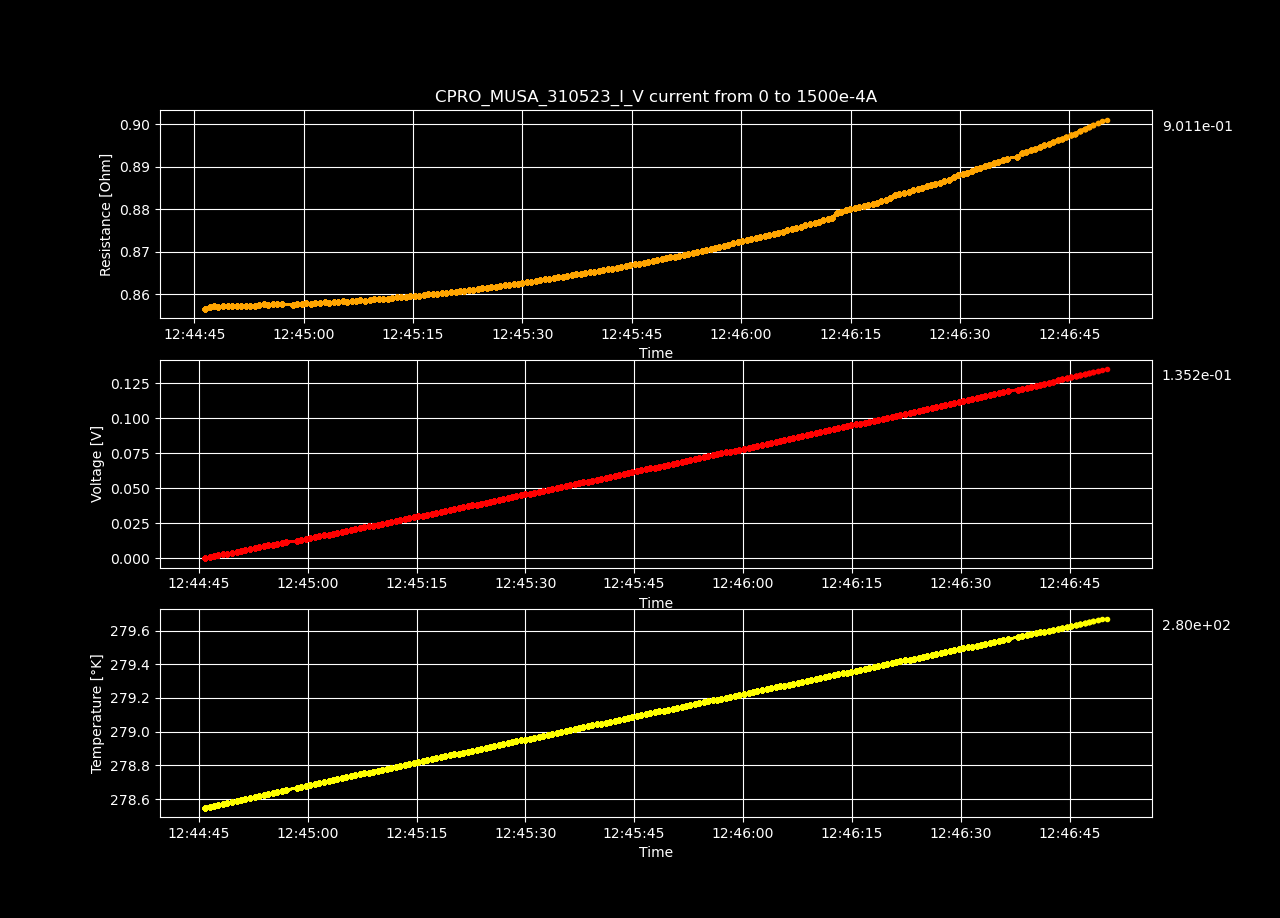 CPRO_MUSA_310523_I_V current from 0 to 1500e-4A
0.90
0.89
0.88
0.87
0.86
Resistance [Ohm]
9.011e-01
12:44:45 12:45:00 12:45:15 12:45:30 12:45:45 12:46:00 12:46:15 12:46:30 12:46:45
Time
0.125
0.100
0.075
0.050
0.025
0.000
Voltage [V]
1.352e-01
12:44:45 12:45:00 12:45:15 12:45:30 12:45:45 12:46:00 12:46:15 12:46:30 12:46:45
Time
279.6
279.4
279.2
279.0
278.8
278.6
Temperature [°K]
2.80e+02
12:44:45 12:45:00 12:45:15 12:45:30 12:45:45 12:46:00 12:46:15 12:46:30 12:46:45
Time